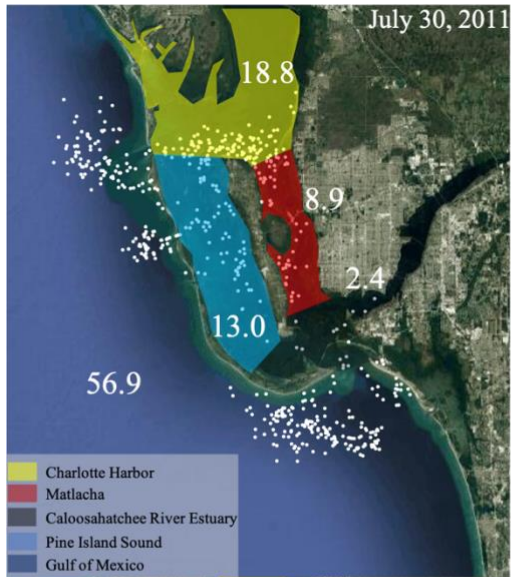 July 30, 2011
18.8
8.9
2.4
13.0
56.9
Charlotte Harbor
Matlacha
Caloosahatchee River Estuary
Pine Island Sound
Gulf of Mexico